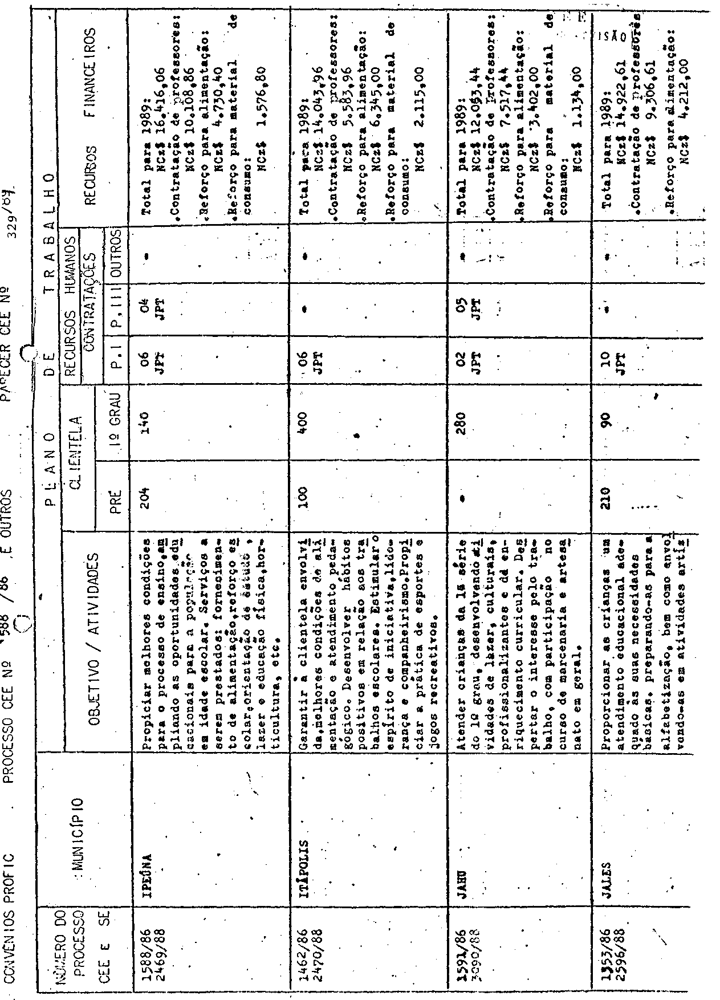 CONVÊNIOS PROFIC PROCESSO CEE Nº 588 /86 E OUTROS PARECER CEE Nº 329/89
PLANO DE TRABALHO
NÚMERO DO
PROCESSO
CEE E SE
MUNICÍPIO
OBJETIVO / ATIVIDADES
CLIENTELA
PRÉ
1º GRAU
RECURSOS HUMANOS
CONTRATAÇÕES
P.I
P.III
OUTROS
RECURSOS FINANCEIROS
1588/86
2469/88
IPEÚNA
Propiciar melhores condições
para o processo de ensino,am
pliando as oportunidades edu
cacionais para a população
em idade escolar. Serviços a
serem prestados: fornecimen-
to de alimentação,reforço es
colar,orientação de estudo ,
lazer e educação física,hor-
ticultura, etc.
204
140
06
JPT
04
JPT
-
Total para 1989:
NCz$ 16.416,06
.Contratação de professores:
NCz$ 10.108,86
.Reforço para alimentação:
NCz$ 4.730,40
.Reforço para material de
consumo:
NCz$ 1.576,80
1462/86
2470/88
ITÁPOLIS
Garantir à clientela envolvi
da,melhores condições de ali
mentação e atendimento peda-
gógico. Desenvolver hábitos
positivos em relação aos tra
balhos escolares. Estimular o
espírito de iniciativa,lide-
rança e companheirismo.Propi
ciar a prática de esportes e
jogos recreativos.
100
400
06
JPT
-
-
Total para 1989:
NCz$ 14.043,96
.Contratação de professores:
NCz$ 5.583,96
.Reforço para alimentação:
NCz$ 6.345,00
.Reforço para material de
consumo:
NCz$ 2.115,00
1591/86
3090/88
JAHU
Atender crianças da 1ª série
do 1º grau, desenvolvendo ati
vidades de lazer, culturais,
profissionalizantes e de en-
riquecimento curricular. Des
pertar o interesse pelo tra-
balho, com participação no
curso de marcenaria e artesa
nato em geral.
-
280
02
JPT
05
JPT
-
Total para 1989:
NCz$ 12.053,44
.Contratação de Professores:
NCz$ 7.517,44
.Reforço para alimentação:
NCz$ 3.402,00
.Reforço para material de
consumo:
NCz$ 1.134,00
1353/86
2596/88
JALES
Proporcionar as crianças um
atendimento educacional ade-
quado às suas necessidades
básicas, preparando-as para a
alfabetização, bem como envol
vendo-as em atividades artís
210
90
10
JPT
-
-
Total para 1989:
NCz$ 14.922,61
.Contratação de professores
NCz$ 9.306,61
.Reforço para alimentação:
NCz$ 4.212,00